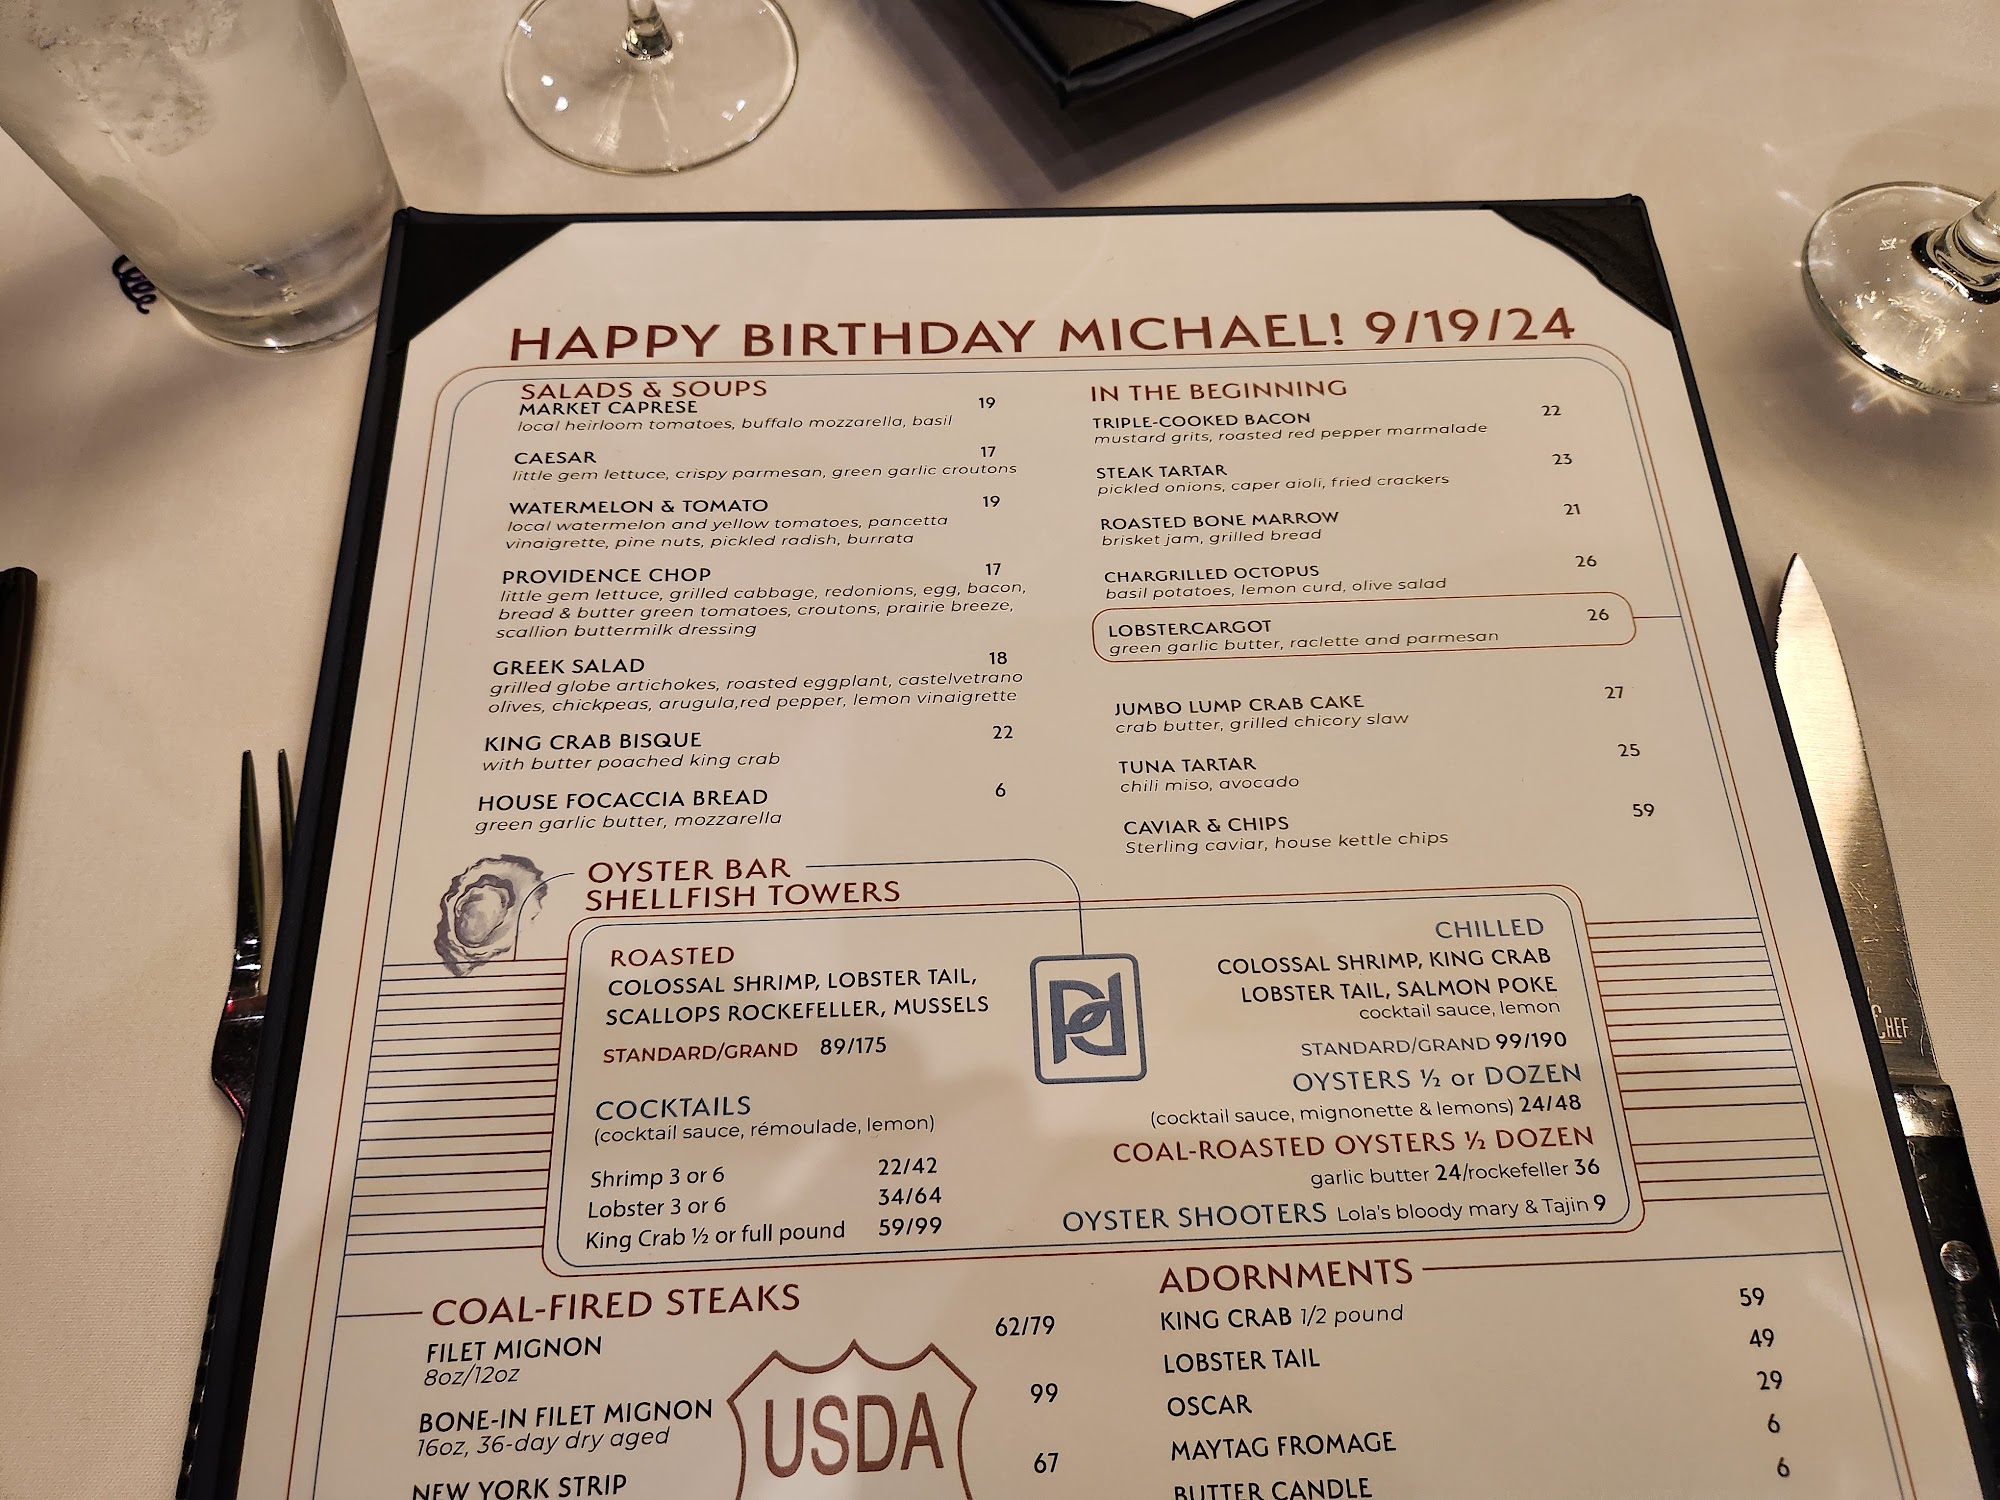 HAPPY BIRTHDAY MICHAEL! 9/19/24
SALADS & SOUPS
MARKET CAPRESE 19
local heirloom tomatoes, buffalo mozzarella, basil
CAESAR 17
little gem lettuce, crispy parmesan, green garlic croutons
WATERMELON & TOMATO 19
local watermelon and yellow tomatoes, pancetta
vinaigrette, pine nuts, pickled radish, burrata
PROVIDENCE CHOP 17
little gem lettuce, grilled cabbage, redonions, egg, bacon,
bread & butter green tomatoes, croutons, prairie breeze,
scallion buttermilk dressing
GREEK SALAD 18
grilled globe artichokes, roasted eggplant, castelvetrano
olives, chickpeas, arugula,red pepper, lemon vinaigrette
KING CRAB BISQUE 22
with butter poached king crab
HOUSE FOCACCIA BREAD 6
green garlic butter, mozzarella
IN THE BEGINNING
TRIPLE-COOKED BACON 22
mustard grits, roasted red pepper marmalade
STEAK TARTAR 23
pickled onions, caper aioli, fried crackers
ROASTED BONE MARROW 21
brisket jam, grilled bread
CHARGRILLED OCTOPUS 26
basil potatoes, lemon curd, olive salad
LOBSTERCARGOT 26
green garlic butter, raclette and parmesan
JUMBO LUMP CRAB CAKE 27
crab butter, grilled chicory slaw
TUNA TARTAR 25
chili miso, avocado
CAVIAR & CHIPS 59
Sterling caviar, house kettle chips
OYSTER BAR
SHELLFISH TOWERS
ROASTED
COLOSSAL SHRIMP, LOBSTER TAIL,
SCALLOPS ROCKEFELLER, MUSSELS
STANDARD/GRAND 89/175
COCKTAILS
(cocktail sauce, rémoulade, lemon)
Shrimp 3 or 6 22/42
Lobster 3 or 6 34/64
King Crab ½ or full pound 59/99
Pd
CHILLED
COLOSSAL SHRIMP, KING CRAB
LOBSTER TAIL, SALMON POKE
cocktail sauce, lemon
STANDARD/GRAND 99/190
OYSTERS ½ or DOZEN
(cocktail sauce, mignonette & lemons) 24/48
COAL-ROASTED OYSTERS ½ DOZEN
garlic butter 24/rockefeller 36
OYSTER SHOOTERS Lola's bloody mary & Tajin 9
COAL-FIRED STEAKS
FILET MIGNON 62/79
8oz/12oz
BONE-IN FILET MIGNON 99
16oz, 36-day dry aged
NEW YORK STRIP 67
USDA
ADORNMENTS
KING CRAB 1/2 pound 59
LOBSTER TAIL 49
OSCAR 29
MAYTAG FROMAGE 6
BUTTER CANDLE 6